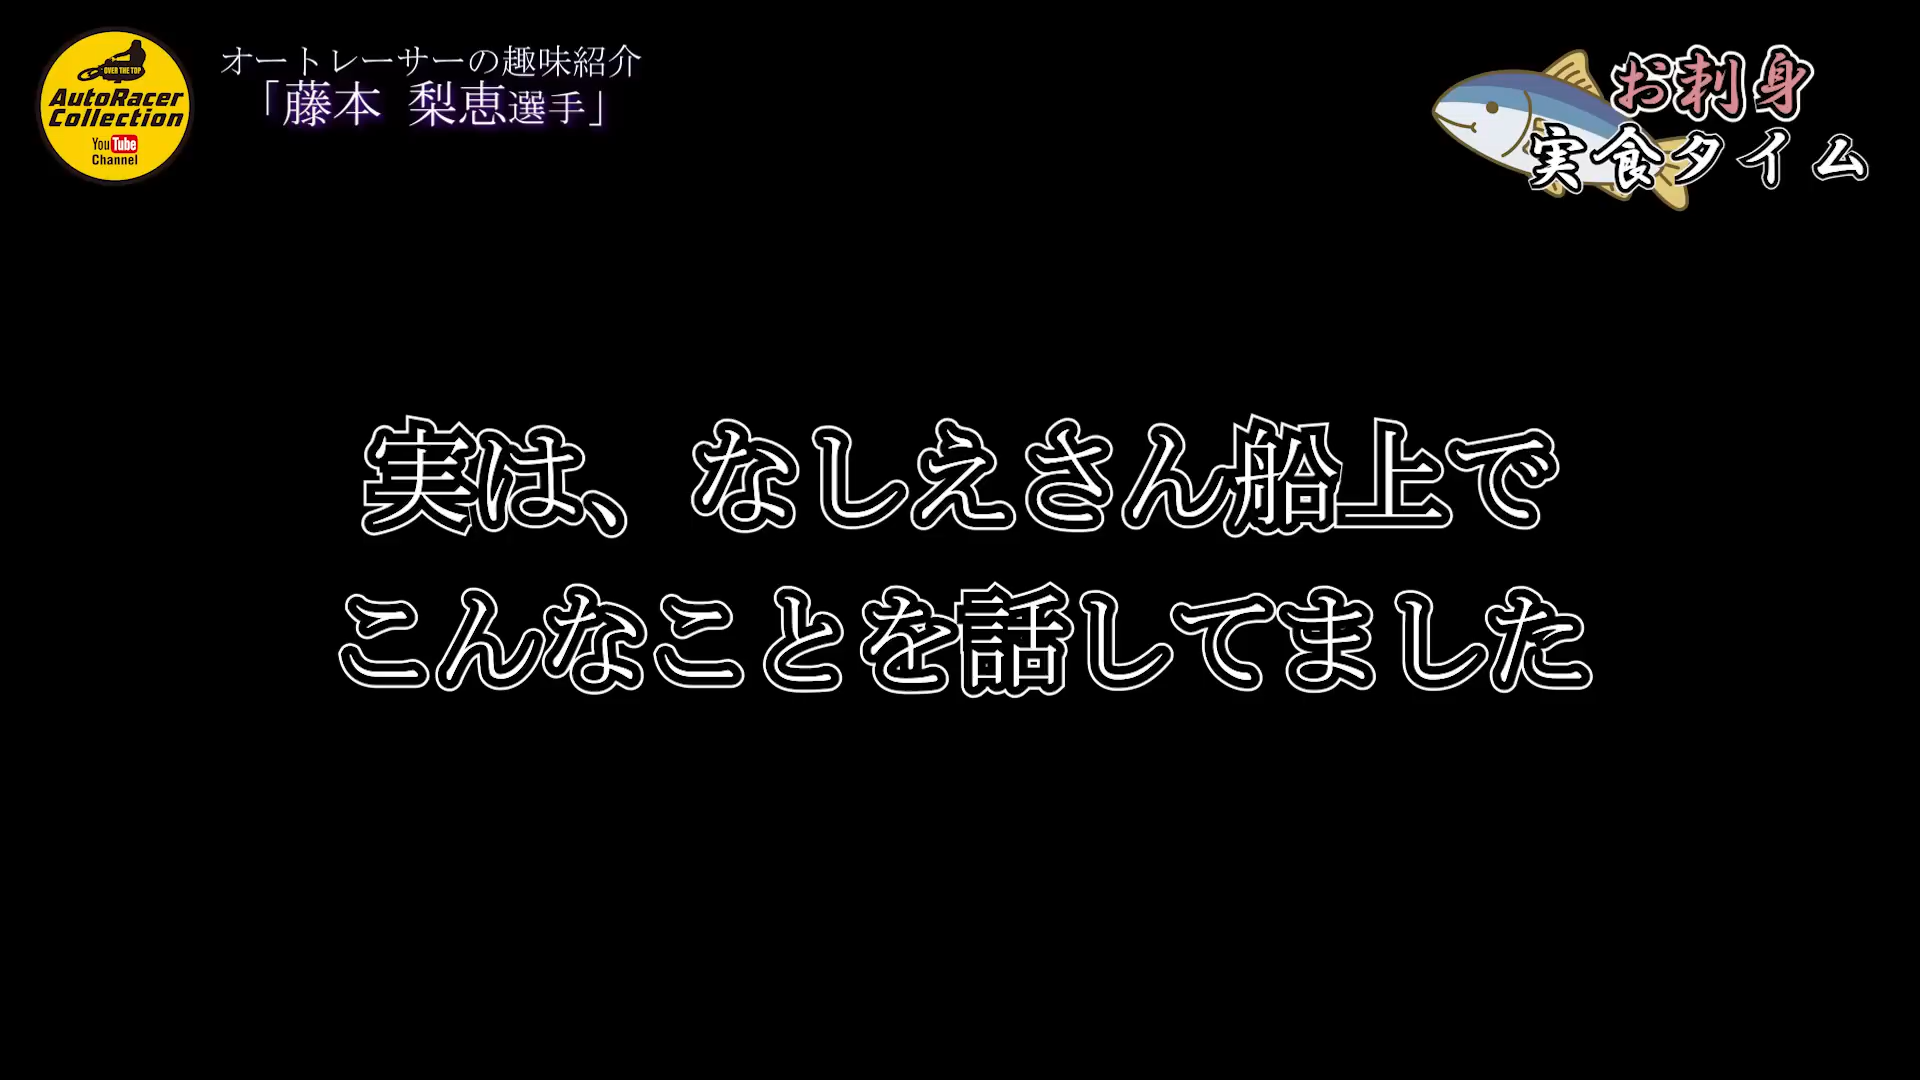 OVER THE TOP
AutoRacer
Collection
YouTube
Channel
オートレーサーの趣味紹介
「藤本 梨恵選手」
お刺身
実食タイム
実は、なしえさん船上で
こんなことを話してました